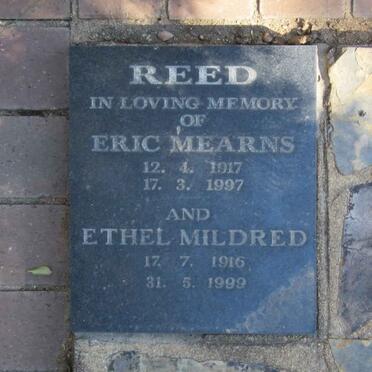 REED
IN LOVING MEMORY
OF
ERIC MEARNS
12. 4. 1917
17. 3. 1997
AND
ETHEL MILDRED
17. 7. 1916
31. 5. 1999